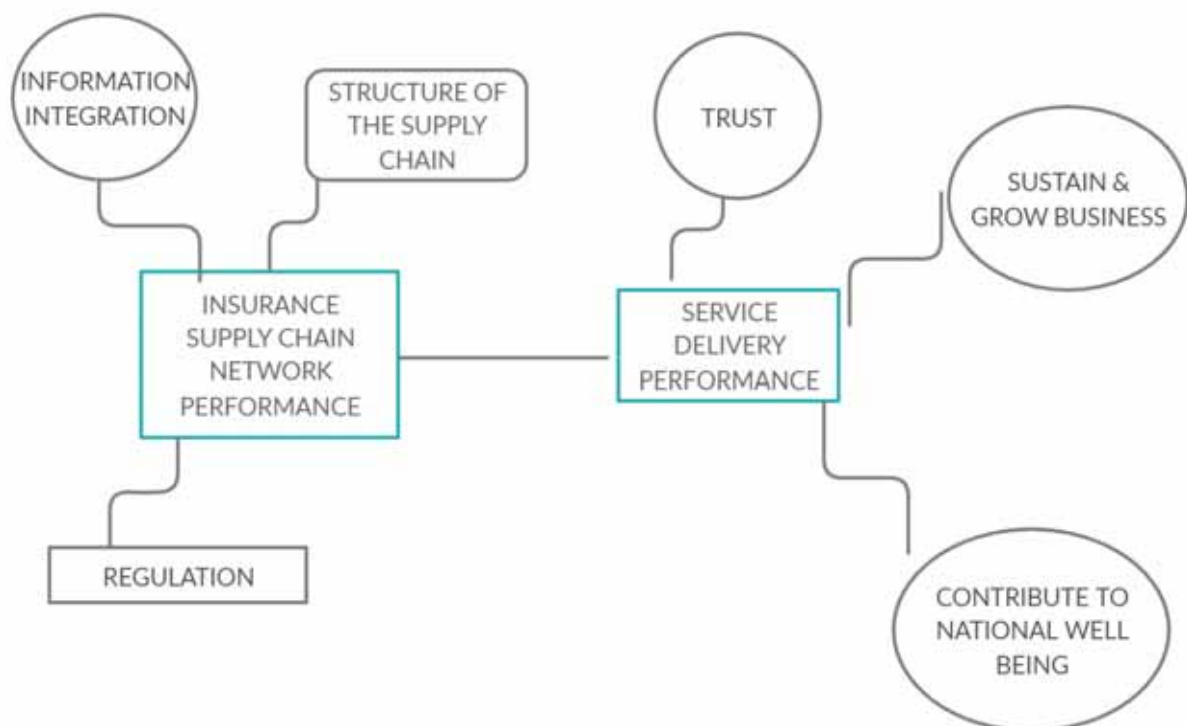 INFORMATION
INTEGRATION
STRUCTURE OF
THE SUPPLY
CHAIN
TRUST
SUSTAIN &
GROW BUSINESS
INSURANCE
SUPPLY CHAIN
NETWORK
PERFORMANCE
SERVICE
DELIVERY
PERFORMANCE
REGULATION
CONTRIBUTE TO
NATIONAL WELL
BEING